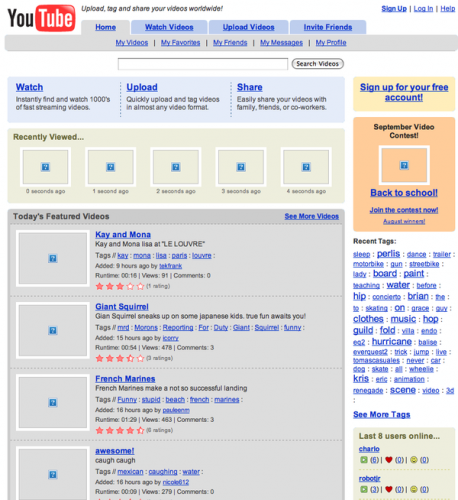 YouTube
Upload, tag and share your videos worldwide!
Sign Up | Log In | Help
Home
Watch Videos
Upload Videos
Invite Friends
My Videos | My Favorites | My Friends | My Messages | My Profile
Search Videos
Watch
Instantly find and watch 1000's
of fast streaming videos.
Upload
Quickly upload and tag videos
in almost any video format.
Share
Easily share your videos with
family, friends, or co-workers.
Sign up for your free
account!
Recently Viewed...
0 seconds ago
1 second ago
2 seconds ago
3 seconds ago
4 seconds ago
September Video
Contest!
Back to school!
Join the contest now!
August winners!
Today's Featured Videos
See More Videos
Kay and Mona
Kay and Mona lisa at "LE LOUVRE"
Tags // kay : mona : lisa : paris : louvre :
Added: 9 hours ago by tekfrank
Runtime: 00:16 | Views: 91 | Comments: 0
(1 rating)
Giant Squirrel
Gian Squirrel sneaks up on some japanese kids. true fun awaits you!
Tags // mrd : Morons : Reporting : For : Duty : Giant : Squirrel : funny :
Added: 15 hours ago by icorry
Runtime: 00:54 | Views: 478 | Comments: 3
(3 ratings)
French Marines
French Marines make a not so successful landing
Tags // Funny : stupid : beach : french : marines :
Added: 16 hours ago by pauleenm
Runtime: 01:29 | Views: 463 | Comments: 3
(6 ratings)
awesome!
caugh caugh
Tags // mexican : caughing : water :
Added: 16 hours ago by nicole612
Runtime: 00:09 | Views: 279 | Comments: 0
Recent Tags:
sleep : perlis : dance : trailer :
motorbike : gun : streetbike :
lady : board : paint :
teaching : water : before :
hip : concierto : brian : the :
to : skating : on : grace : guy :
clothes : music : hop :
guild : fold : villa : endo :
eq2 : hurricane : balise :
everquest2 : trick : jump : live :
tomascasuales : never : car :
dog : skate : all : wheelie :
kris : eric : animation :
renegade : scene : video : 3d
:
See More Tags
Last 8 users online...
charlo
(6) | (0) | (0)
robotjr
(3) | (0) | (0)